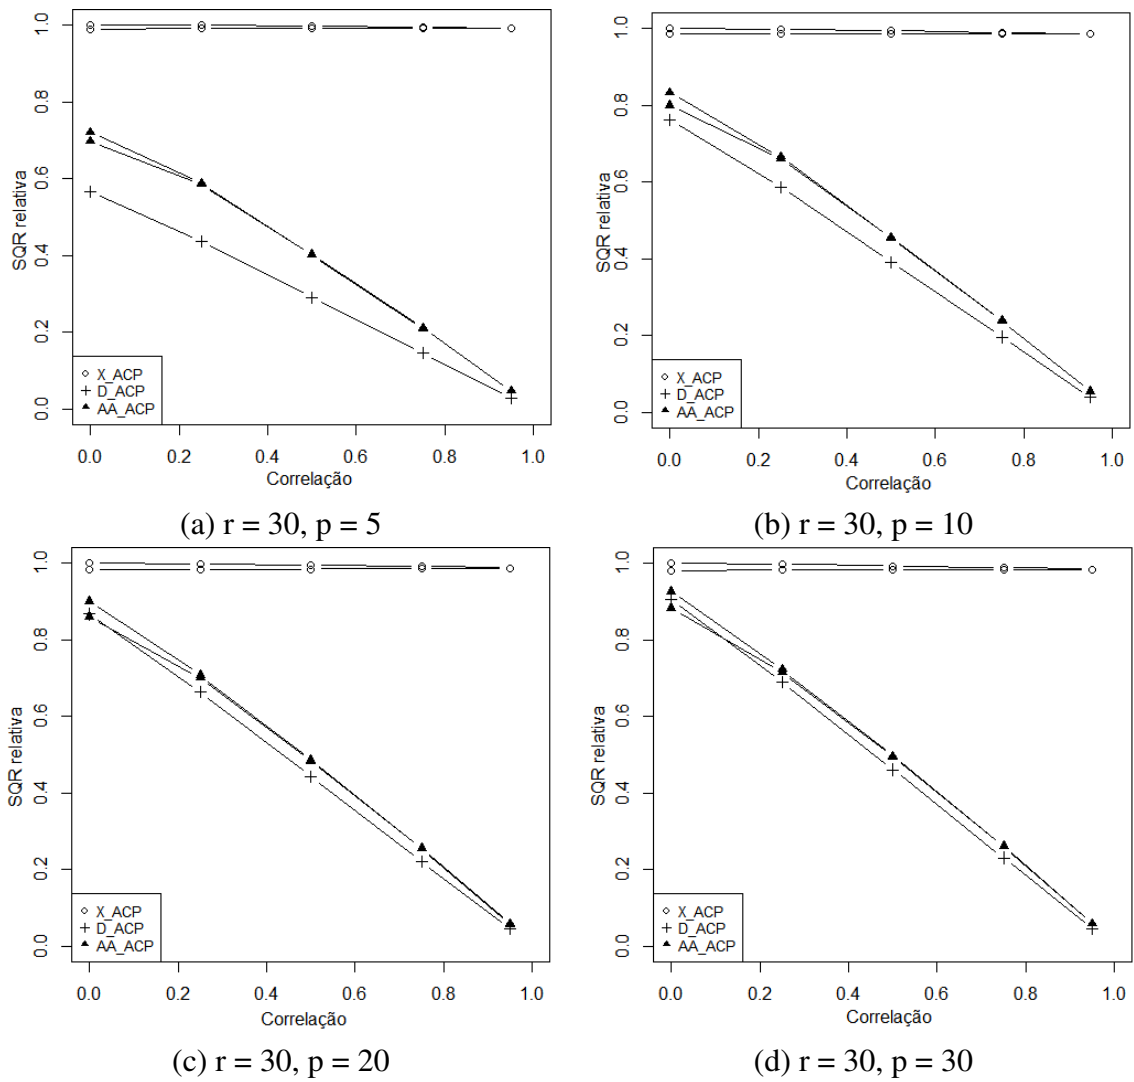 SQR relativa
1.0
0.8
0.6
0.4
0.2
0.0
X_ACP
D_ACP
AA_ACP
0.0 0.2 0.4 0.6 0.8 1.0
Correlação
(a) r = 30, p = 5
SQR relativa
1.0
0.8
0.6
0.4
0.2
0.0
X_ACP
D_ACP
AA_ACP
0.0 0.2 0.4 0.6 0.8 1.0
Correlação
(b) r = 30, p = 10
SQR relativa
1.0
0.8
0.6
0.4
0.2
0.0
X_ACP
D_ACP
AA_ACP
0.0 0.2 0.4 0.6 0.8 1.0
Correlação
(c) r = 30, p = 20
SQR relativa
1.0
0.8
0.6
0.4
0.2
0.0
X_ACP
D_ACP
AA_ACP
0.0 0.2 0.4 0.6 0.8 1.0
Correlação
(d) r = 30, p = 30